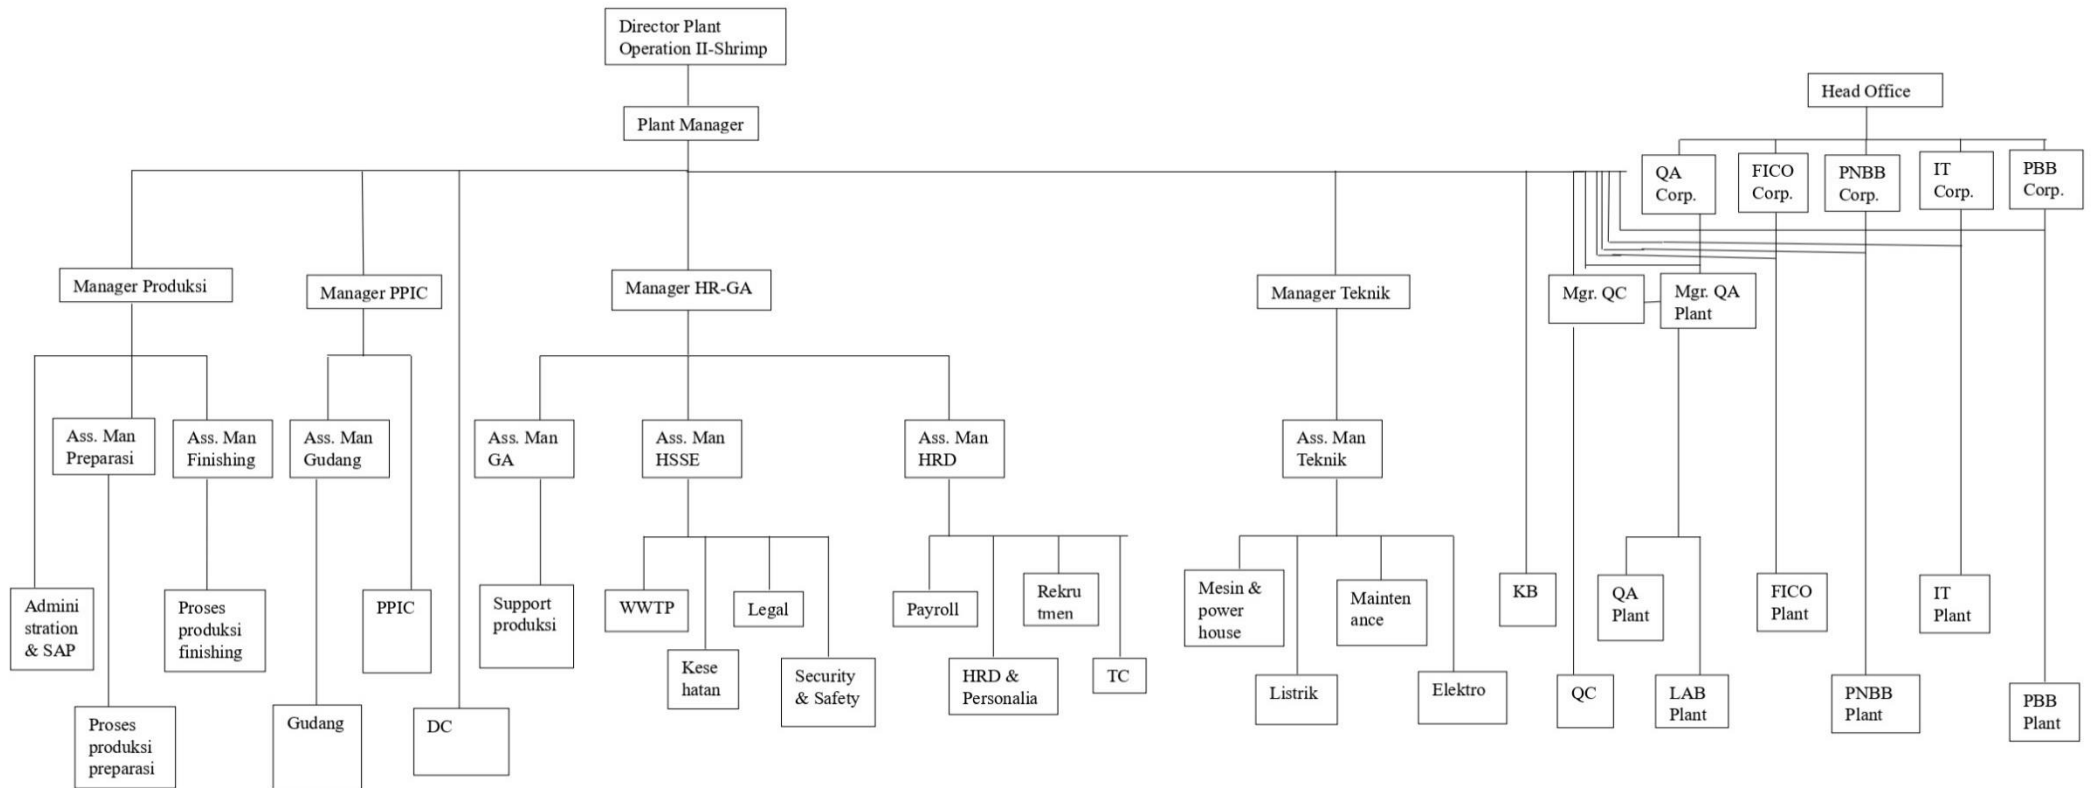 Director Plant
Operation II-Shrimp
Head Office
Plant Manager
QA
Corp.
FICO
Corp.
PNBB
Corp.
IT
Corp.
PBB
Corp.
Manager Produksi
Manager PPIC
Manager HR-GA
Manager Teknik
Mgr. QC
Mgr. QA
Plant
Ass. Man
Preparasi
Ass. Man
Finishing
Ass. Man
Gudang
Ass. Man
GA
Ass. Man
HSSE
Ass. Man
HRD
Ass. Man
Teknik
Admini
stration
& SAP
Proses
produksi
finishing
PPIC
Support
produksi
WWTP
Legal
Payroll
Rekru
tmen
Mesin &
power
house
Mainten
ance
KB
QA
Plant
FICO
Plant
IT
Plant
Kese
hatan
Security
& Safety
HRD &
Personalia
TC
Listrik
Elektro
QC
LAB
Plant
PNBB
Plant
PBB
Plant
Proses
produksi
preparasi
Gudang
DC